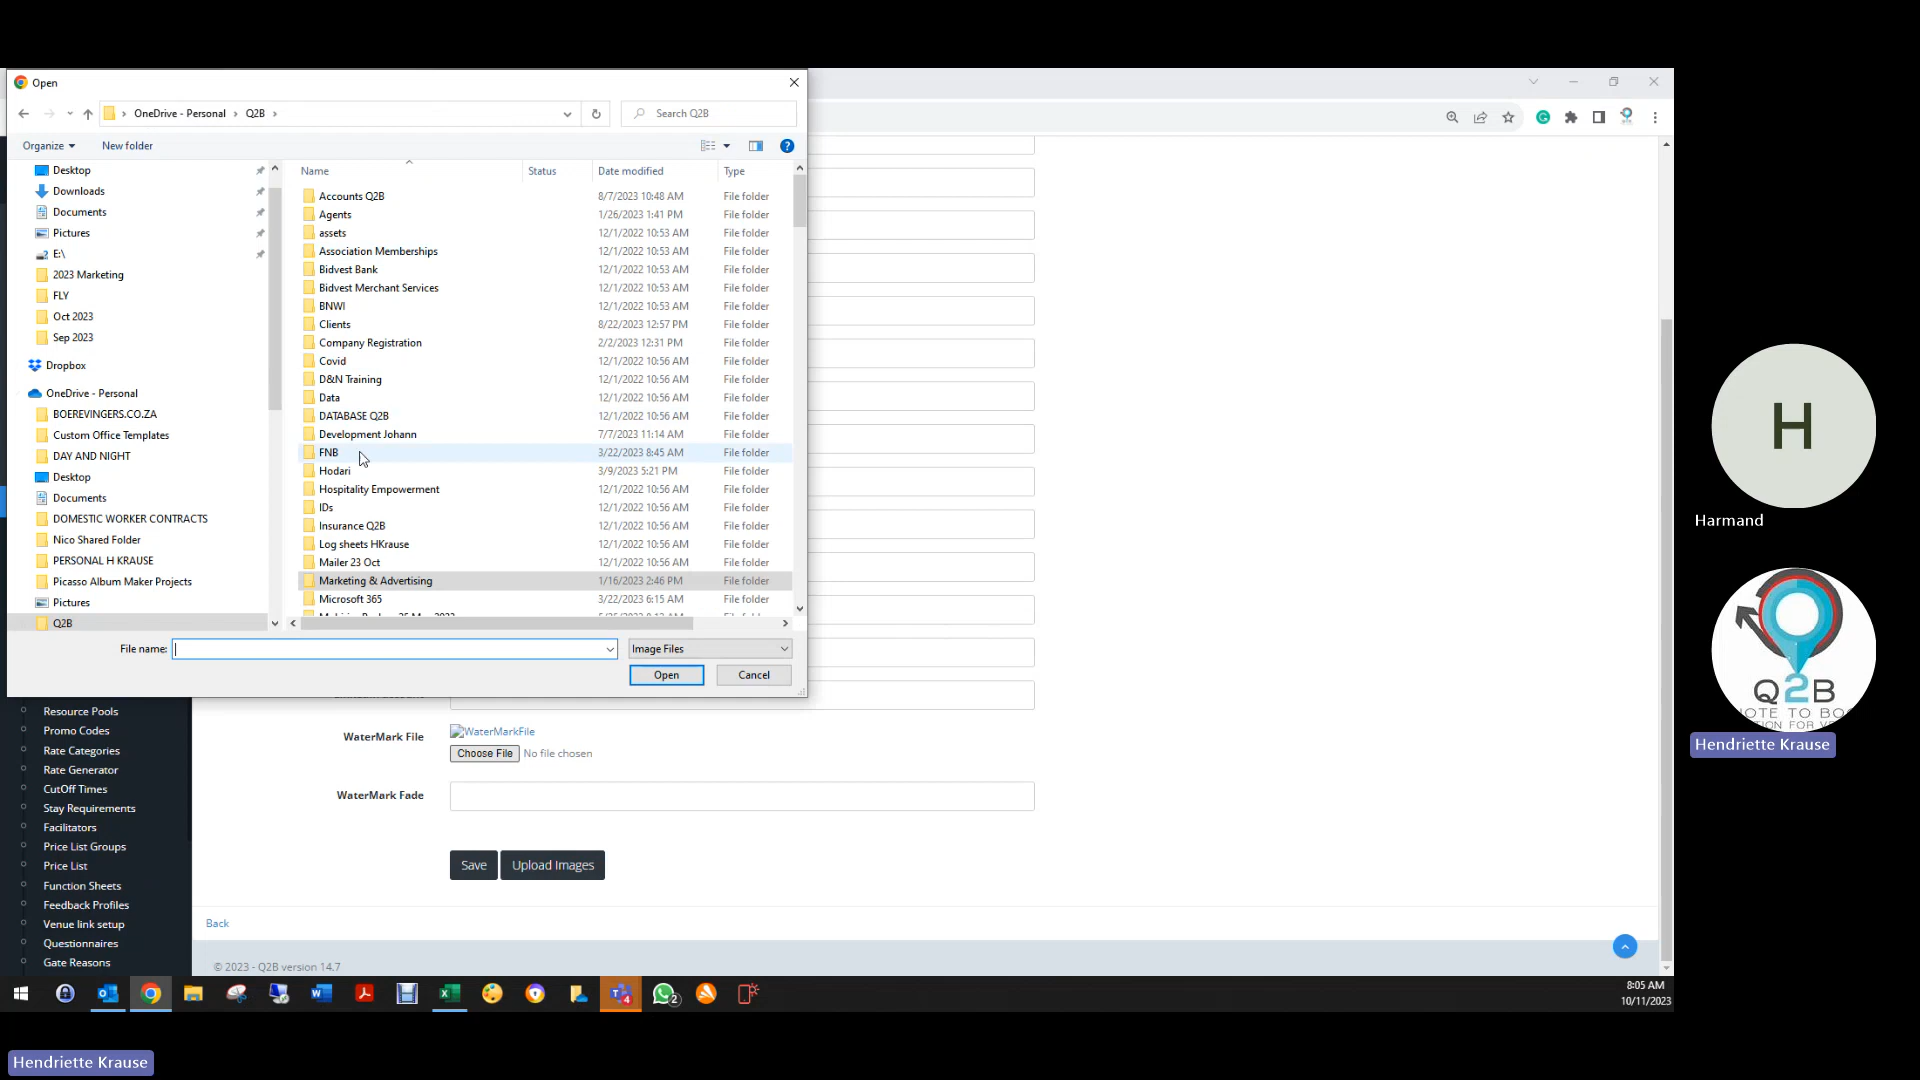 Open
OneDrive - Personal
Q2B
Search Q2B
Organize
New folder
Desktop
Downloads
Documents
Pictures
E:\
2023 Marketing
FLY
Oct 2023
Sep 2023
Dropbox
OneDrive - Personal
BOEREVINGERS.CO.ZA
Custom Office Templates
DAY AND NIGHT
Desktop
Documents
DOMESTIC WORKER CONTRACTS
Nico Shared Folder
PERSONAL H KRAUSE
Picasso Album Maker Projects
Pictures
Q2B
Name Status Date modified Type
Accounts Q2B 8/7/2023 10:48 AM File folder
Agents 1/26/2023 1:41 PM File folder
assets 12/1/2022 10:53 AM File folder
Association Memberships 12/1/2022 10:53 AM File folder
Bidvest Bank 12/1/2022 10:53 AM File folder
Bidvest Merchant Services 12/1/2022 10:53 AM File folder
BNWI 12/1/2022 10:53 AM File folder
Clients 8/22/2023 12:57 PM File folder
Company Registration 2/2/2023 12:31 PM File folder
Covid 12/1/2022 10:56 AM File folder
D&N Training 12/1/2022 10:56 AM File folder
Data 12/1/2022 10:56 AM File folder
DATABASE Q2B 12/1/2022 10:56 AM File folder
Development Johann 7/7/2023 11:14 AM File folder
FNB 3/22/2023 8:45 AM File folder
Hodari 3/9/2023 5:21 PM File folder
Hospitality Empowerment 12/1/2022 10:56 AM File folder
IDs 12/1/2022 10:56 AM File folder
Insurance Q2B 12/1/2022 10:56 AM File folder
Log sheets HKrause 12/1/2022 10:56 AM File folder
Mailer 23 Oct 12/1/2022 10:56 AM File folder
Marketing & Advertising 1/16/2023 2:46 PM File folder
Microsoft 365 3/22/2023 6:15 AM File folder
File name:
Image Files
Open
Cancel
Resource Pools
Promo Codes
Rate Categories
Rate Generator
CutOff Times
Stay Requirements
Facilitators
Price List Groups
Price List
Function Sheets
Feedback Profiles
Venue link setup
Questionnaires
Gate Reasons
WaterMark File
WaterMarkFile
Choose File No file chosen
WaterMark Fade
Save
Upload Images
Back
© 2023 - Q2B version 14.7
4
2
8:05 AM
10/11/2023
H
Harmand
Q2B
Hendriette Krause
Hendriette Krause